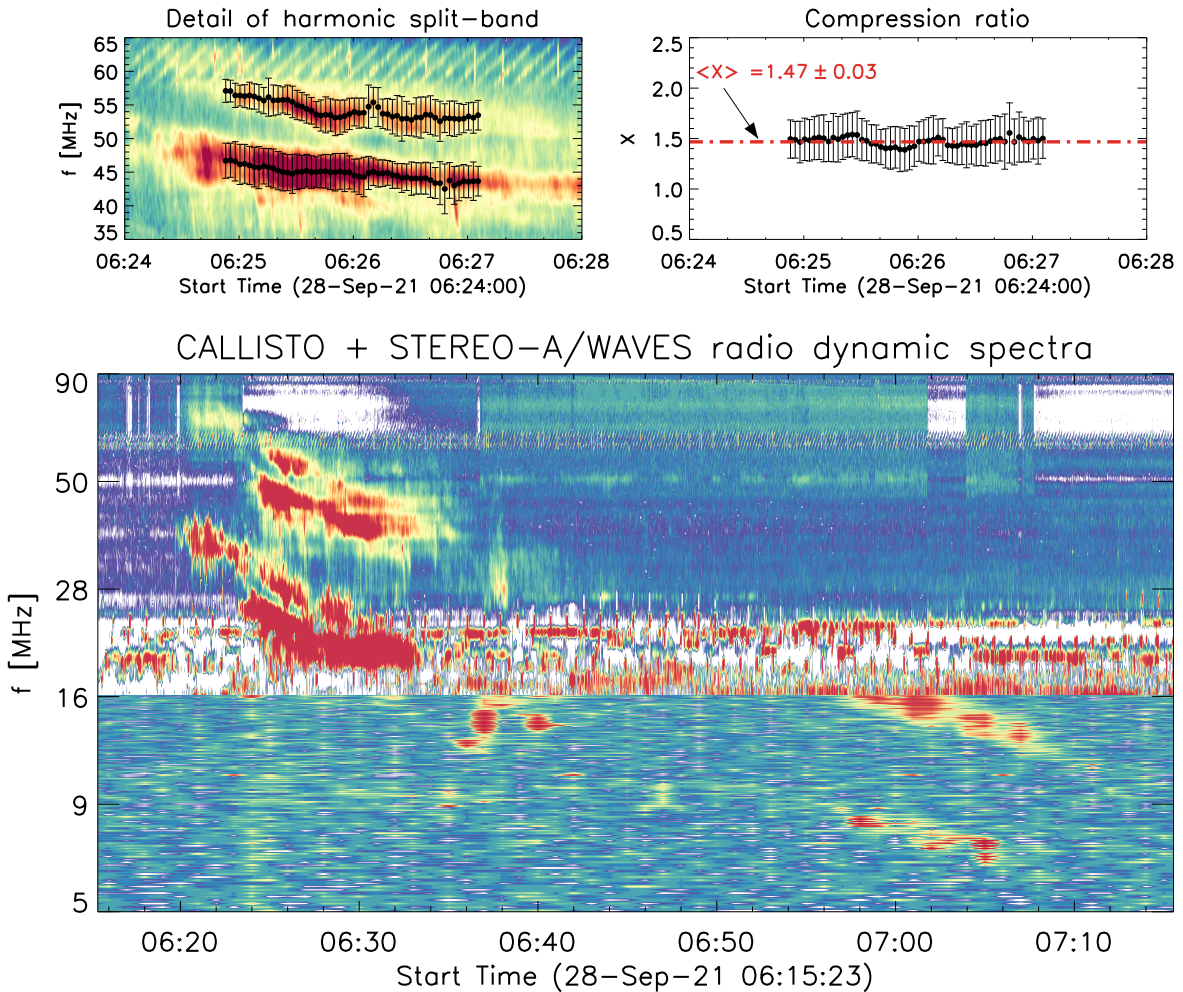 Detail of harmonic split-band
65
60
55
50
45
40
35
f [MHz]
06:24 06:25 06:26 06:27 06:28
Start Time (28-Sep-21 06:24:00)
Compression ratio
2.5
2.0
1.5
1.0
0.5
X
<X> =1.47 ± 0.03
06:24 06:25 06:26 06:27 06:28
Start Time (28-Sep-21 06:24:00)
CALLISTO + STEREO-A/WAVES radio dynamic spectra
90
50
28
16
9
5
f [MHz]
06:20 06:30 06:40 06:50 07:00 07:10
Start Time (28-Sep-21 06:15:23)